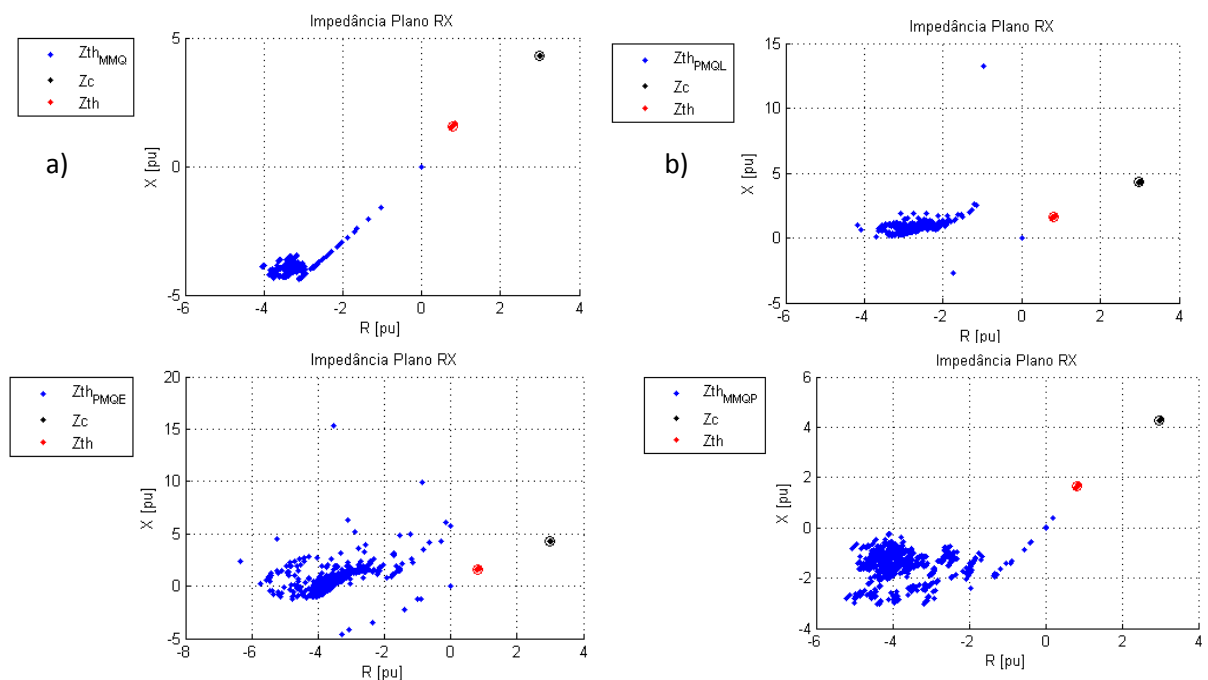 Impedância Plano RX
Zth_MMQ
Zc
Zth
a)
X [pu]
5
0
-5
-6 -4 -2 0 2 4
R [pu]
Impedância Plano RX
Zth_PMQL
Zc
Zth
b)
X [pu]
15
10
5
0
-5
-6 -4 -2 0 2 4
R [pu]
Impedância Plano RX
Zth_PMQE
Zc
Zth
X [pu]
20
15
10
5
0
-5
-8 -6 -4 -2 0 2 4
R [pu]
Impedância Plano RX
Zth_MMQP
Zc
Zth
X [pu]
6
4
2
0
-2
-4
-6 -4 -2 0 2 4
R [pu]